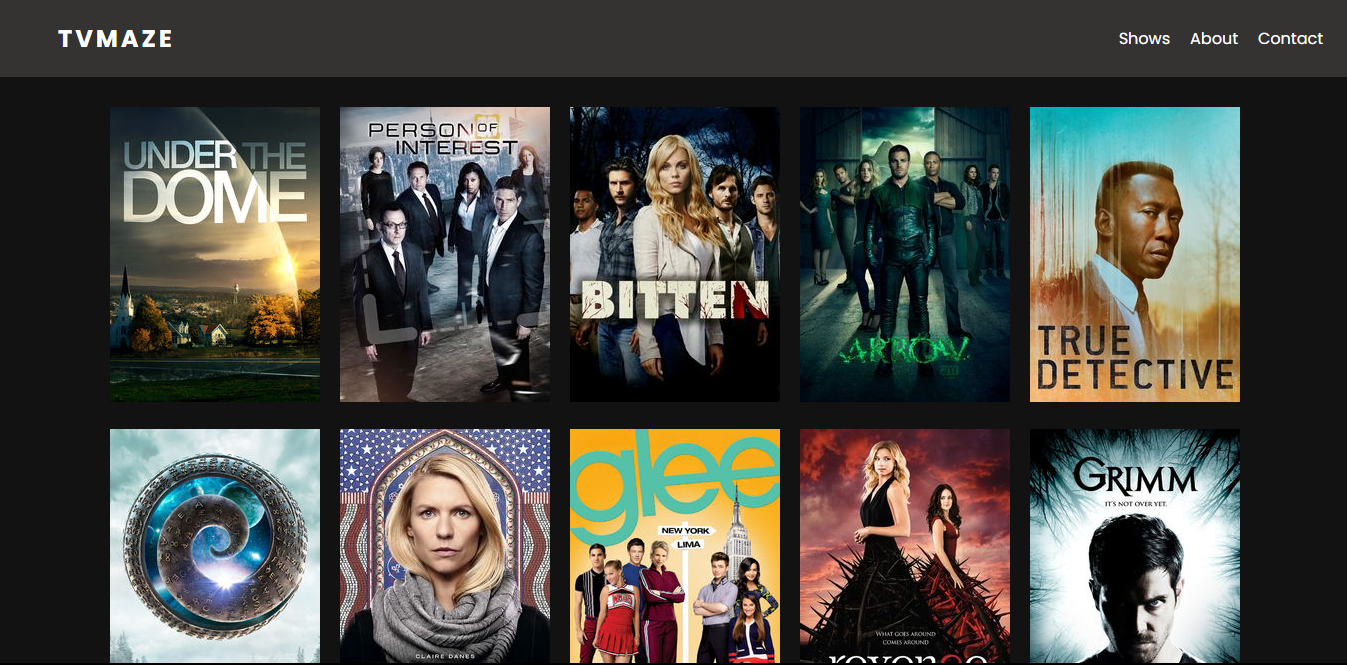 TVMAZE
Shows About Contact
UNDER THE
DOME
PERSON OF
INTEREST
BITTEN
ARROW
TRUE
DETECTIVE
CLAIRE DANES
glee
NEW YORK
LIMA
WHAT GOES AROUND
COMES AROUND
revenge
GRIMM
IT'S NOT OVER YET.